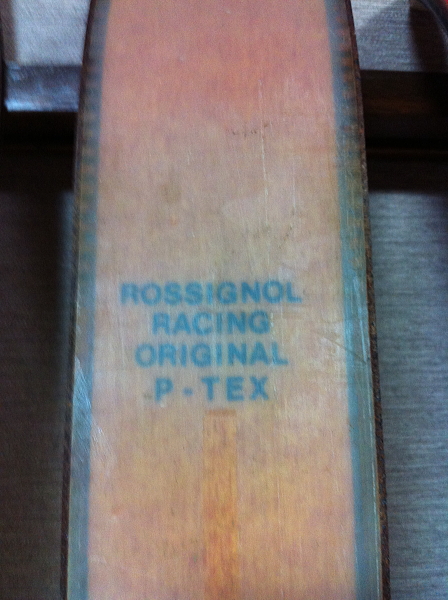 ROSSIGNOL
RACING
ORIGINAL
P-TEX